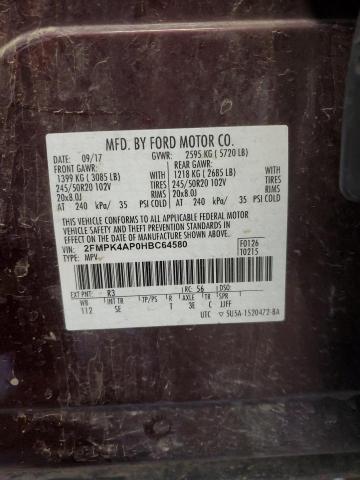 MFD. BY FORD MOTOR CO.
DATE: 09/17 GVWR: 2595 KG ( 5720 LB)
FRONT GAWR: REAR GAWR:
1399 KG ( 3085 LB) WITH 1218 KG ( 2685 LB) WITH
245/50R20 102V TIRES 245/50R20 102V TIRES
20x8.0J RIMS 20x8.0J RIMS
AT 240 kPa/ 35 PSI COLD AT 240 kPa/ 35 PSI COLD
THIS VEHICLE CONFORMS TO ALL APPLICABLE FEDERAL MOTOR
VEHICLE SAFETY AND BUMPER STANDARDS IN EFFECT ON THE DATE OF
MANUFACTURE SHOWN ABOVE.
VIN: 2FMPK4AP0HBC64580 F0126
TYPE: MPV 10215
EXT PNT: R3 RC: 56 DSO:
WB INT TR TP/PS R AXLE TR SPR
112 SE T 3E C JJFF
UTC ▽ 5U5A-1520472-BA